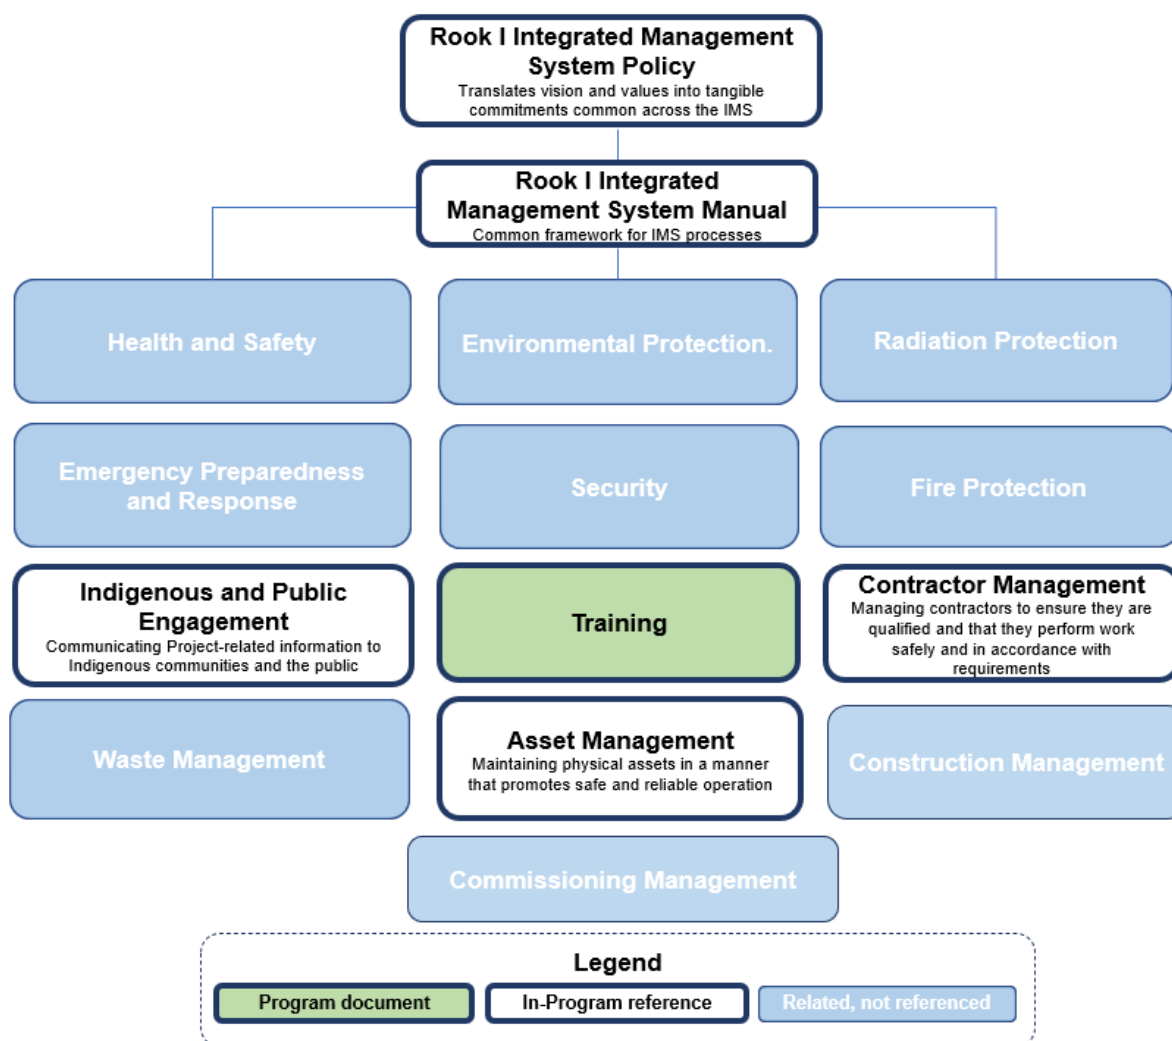 Rook I Integrated Management
System Policy
Translates vision and values into tangible
commitments common across the IMS
Rook I Integrated
Management System Manual
Common framework for IMS processes
Health and Safety
Environmental Protection.
Radiation Protection
Emergency Preparedness
and Response
Security
Fire Protection
Indigenous and Public
Engagement
Communicating Project-related information to
Indigenous communities and the public
Training
Contractor Management
Managing contractors to ensure they are
qualified and that they perform work
safely and in accordance with
requirements
Waste Management
Asset Management
Maintaining physical assets in a manner
that promotes safe and reliable operation
Construction Management
Commissioning Management
Legend
Program document
In-Program reference
Related, not referenced